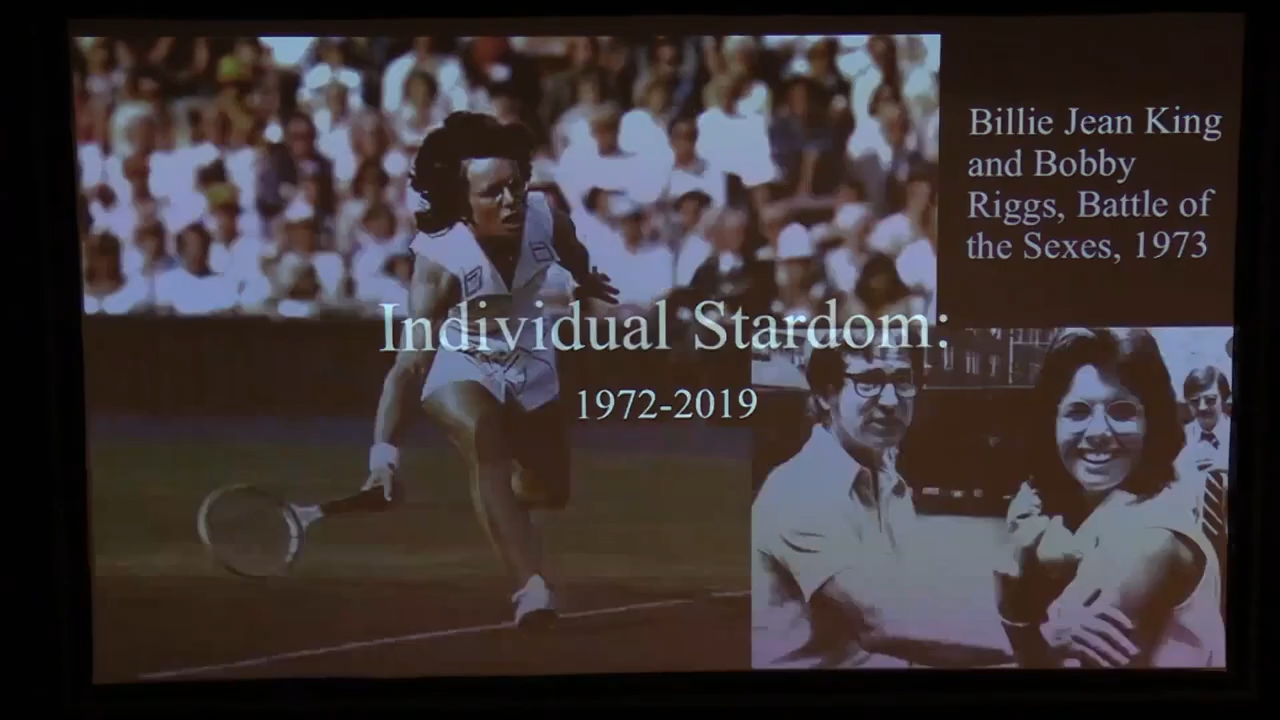 Billie Jean King
and Bobby
Riggs, Battle of
the Sexes, 1973
Individual Stardom:
1972-2019